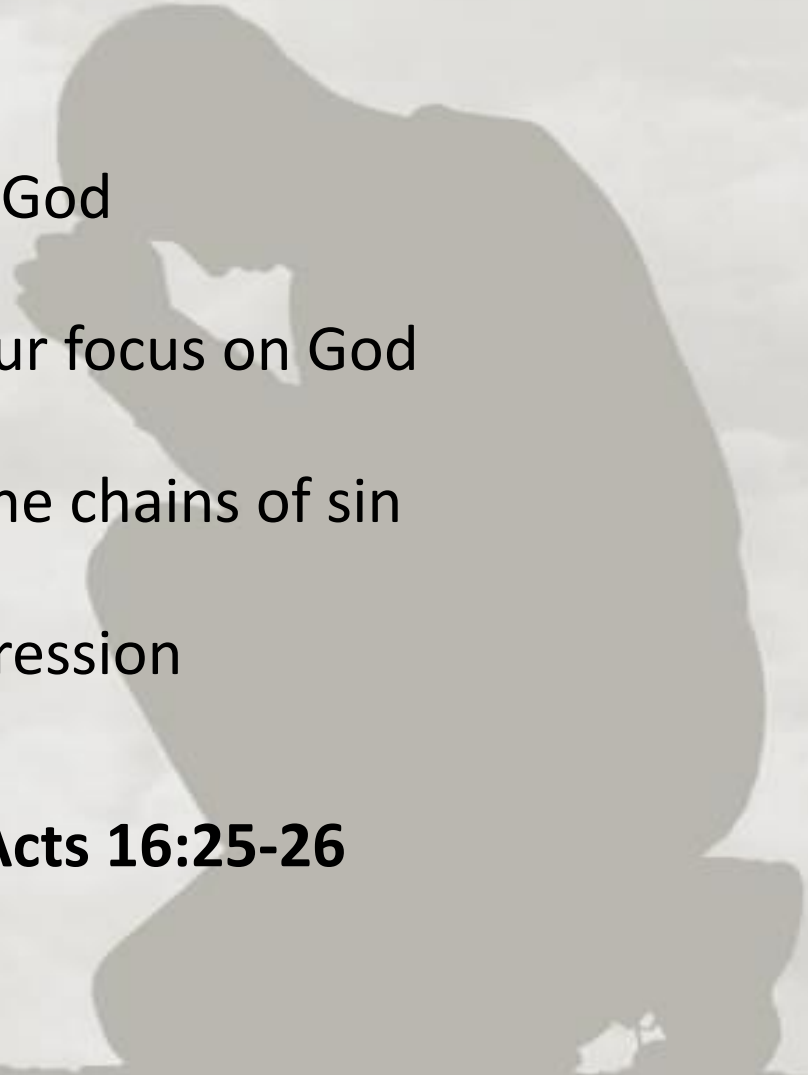 God
ur focus on God
he chains of sin
ression
Acts 16:25-26